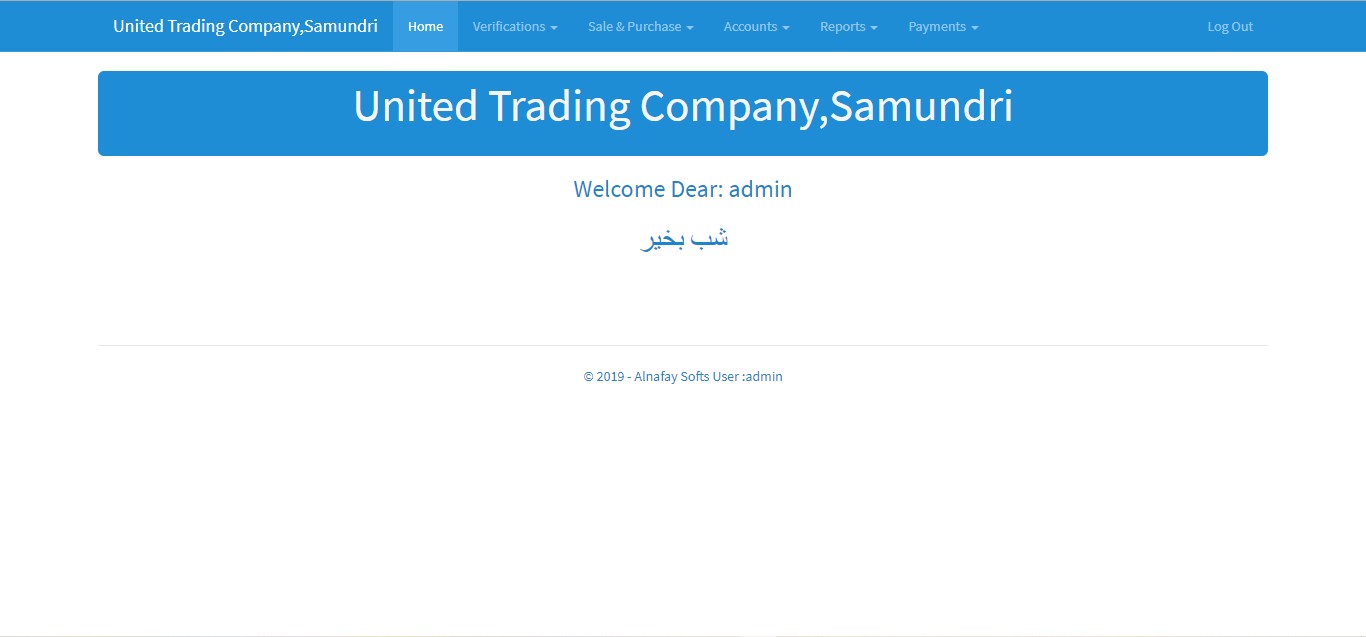 United Trading Company,Samundri Home Verifications Sale & Purchase Accounts Reports Payments Log Out
United Trading Company,Samundri
Welcome Dear: admin
شب بخیر
© 2019 - Alnafay Softs User :admin